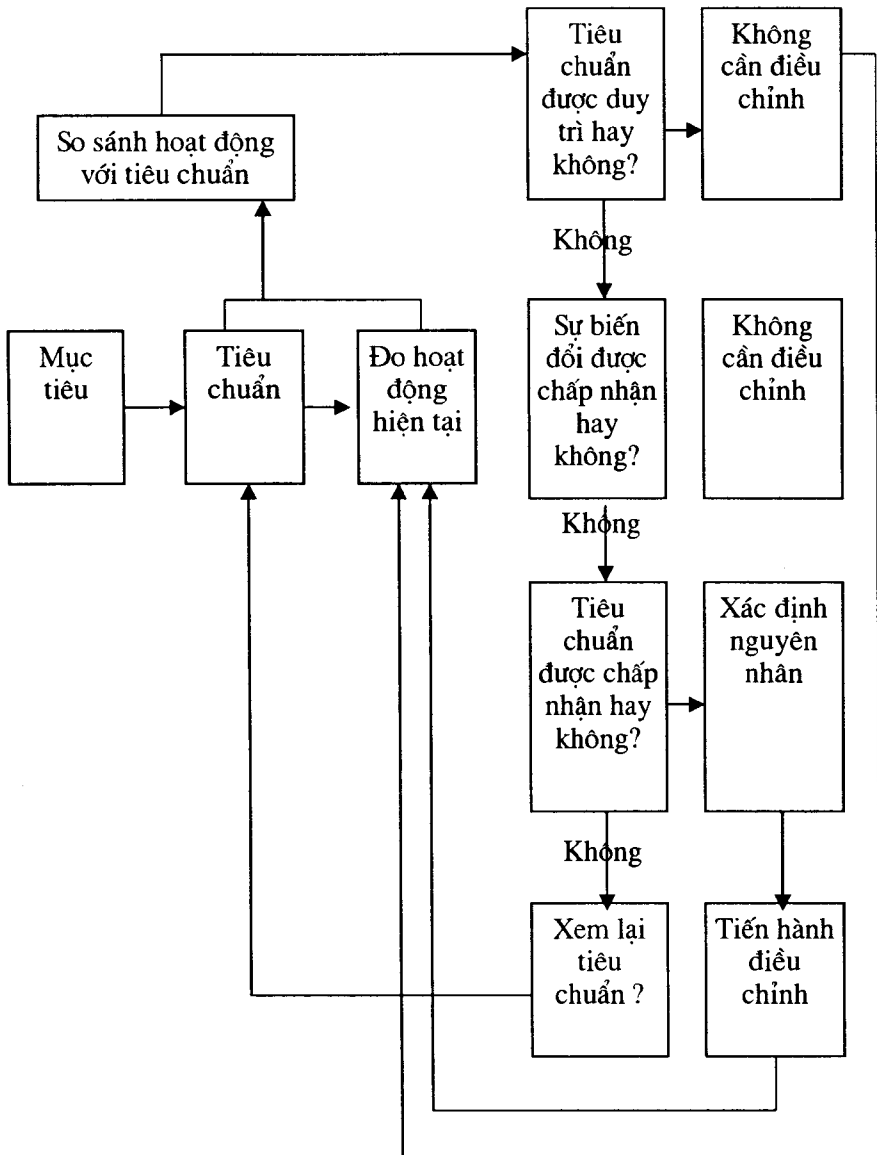 Tiêu
chuẩn
được duy
trì hay
không?
Không
cần điều
chỉnh
So sánh hoạt động
với tiêu chuẩn
Không
Mục
tiêu
Tiêu
chuẩn
Đo hoạt
động
hiện tại
Sự biến
đổi được
chấp nhận
hay
không?
Không
cần điều
chỉnh
Không
Tiêu
chuẩn
được chấp
nhận hay
không?
Xác định
nguyên
nhân
Không
Xem lại
tiêu
chuẩn ?
Tiến hành
điều
chỉnh